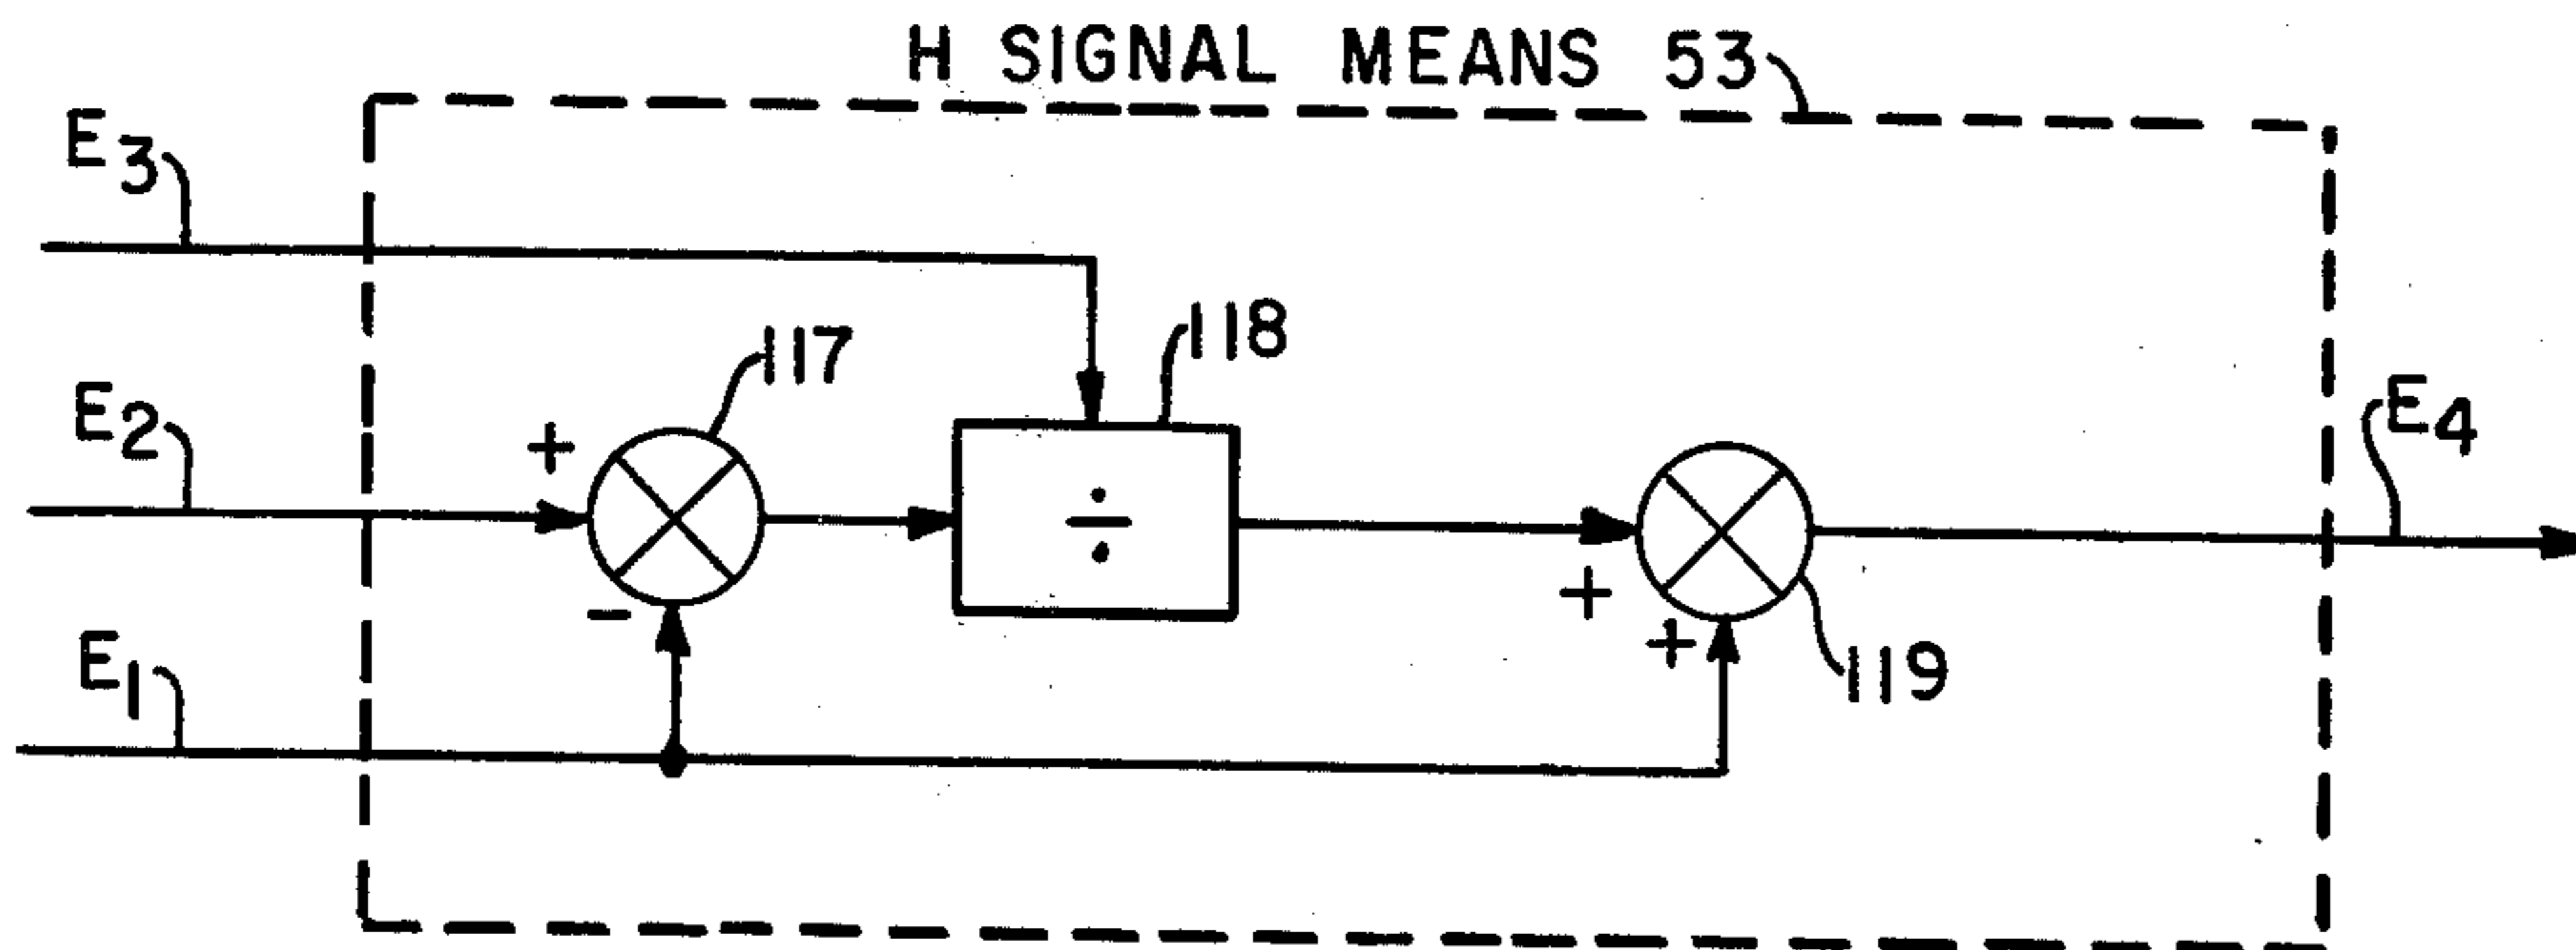 H SIGNAL MEANS 53
E3
118
117
E2
+
÷
E4
-
+
+
E1
119